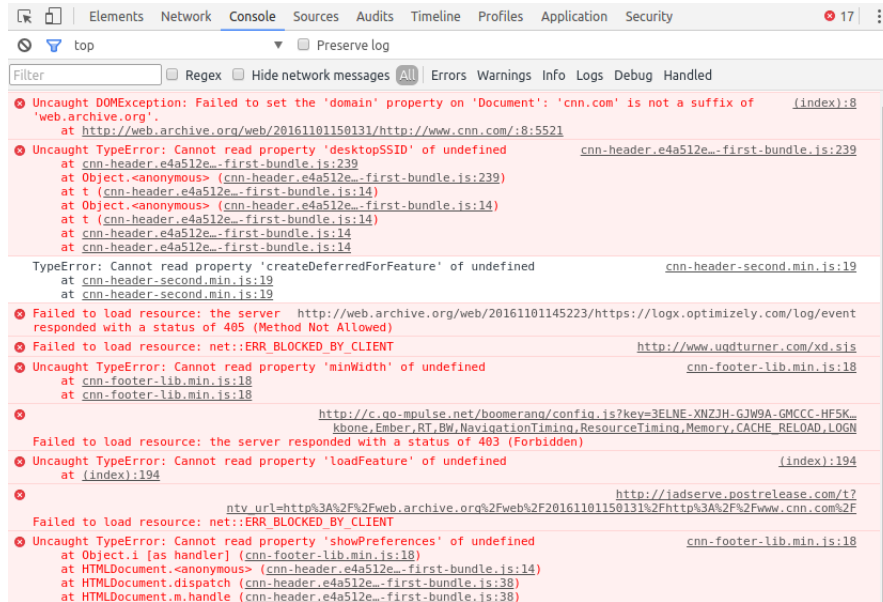 Elements Network Console Sources Audits Timeline Profiles Application Security 17
top Preserve log
Filter Regex Hide network messages All Errors Warnings Info Logs Debug Handled
Uncaught DOMException: Failed to set the 'domain' property on 'Document': 'cnn.com' is not a suffix of (index):8
'web.archive.org'.
at http://web.archive.org/web/20161101150131/http://www.cnn.com/:8:5521
Uncaught TypeError: Cannot read property 'desktopSSID' of undefined cnn-header.e4a512e…-first-bundle.js:239
at cnn-header.e4a512e…-first-bundle.js:239
at Object.<anonymous> (cnn-header.e4a512e…-first-bundle.js:239)
at t (cnn-header.e4a512e…-first-bundle.js:14)
at Object.<anonymous> (cnn-header.e4a512e…-first-bundle.js:14)
at t (cnn-header.e4a512e…-first-bundle.js:14)
at cnn-header.e4a512e…-first-bundle.js:14
at cnn-header.e4a512e…-first-bundle.js:14
TypeError: Cannot read property 'createDeferredForFeature' of undefined cnn-header-second.min.js:19
at cnn-header-second.min.js:19
at cnn-header-second.min.js:19
Failed to load resource: the server http://web.archive.org/web/20161101145223/https://logx.optimizely.com/log/event
responded with a status of 405 (Method Not Allowed)
Failed to load resource: net::ERR_BLOCKED_BY_CLIENT http://www.ugdturner.com/xd.sjs
Uncaught TypeError: Cannot read property 'minWidth' of undefined cnn-footer-lib.min.js:18
at cnn-footer-lib.min.js:18
at cnn-footer-lib.min.js:18
http://c.go-mpulse.net/boomerang/config.js?key=3ELNE-XNZJH-GJW9A-GMCCC-HF5K…
kbone,Ember,RT,BW,NavigationTiming,ResourceTiming,Memory,CACHE_RELOAD,LOGN
Failed to load resource: the server responded with a status of 403 (Forbidden)
Uncaught TypeError: Cannot read property 'loadFeature' of undefined (index):194
at (index):194
http://jadserve.postrelease.com/t?
ntv_url=http%3A%2F%2Fweb.archive.org%2Fweb%2F20161101150131%2Fhttp%3A%2F%2Fwww.cnn.com%2F
Failed to load resource: net::ERR_BLOCKED_BY_CLIENT
Uncaught TypeError: Cannot read property 'showPreferences' of undefined cnn-footer-lib.min.js:18
at Object.i [as handler] (cnn-footer-lib.min.js:18)
at HTMLDocument.<anonymous> (cnn-header.e4a512e…-first-bundle.js:14)
at HTMLDocument.dispatch (cnn-header.e4a512e…-first-bundle.js:38)
at HTMLDocument.m.handle (cnn-header.e4a512e…-first-bundle.js:38)